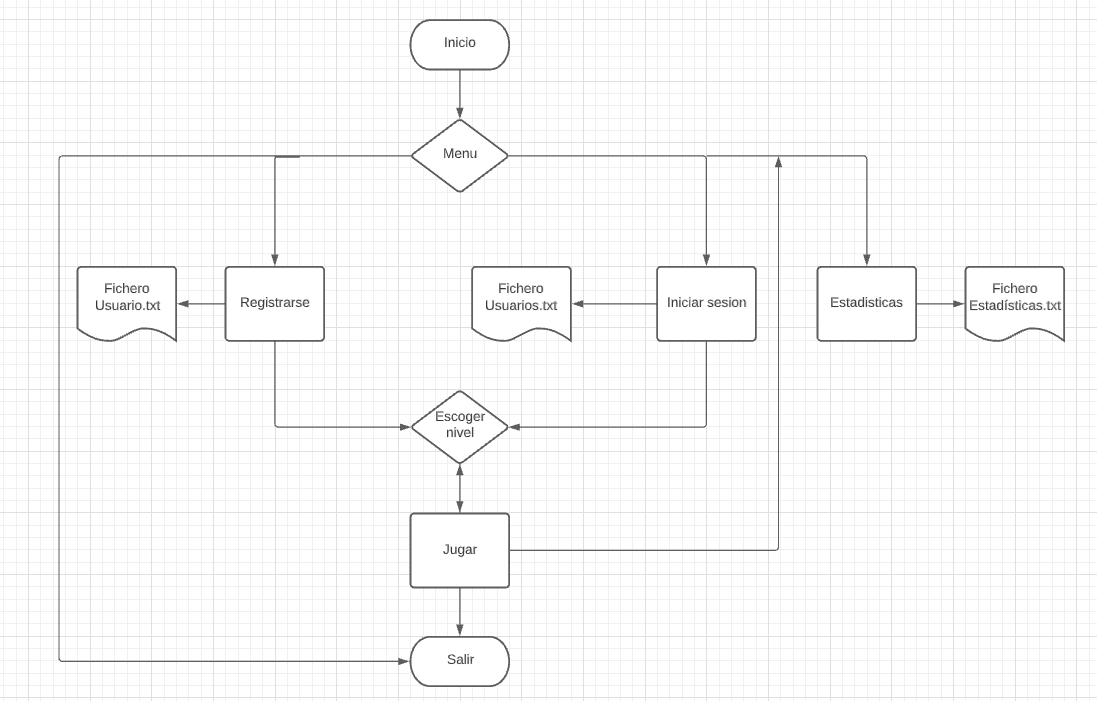 Inicio
Menu
Fichero
Usuario.txt
Registrarse
Fichero
Usuarios.txt
Iniciar sesion
Estadisticas
Fichero
Estadísticas.txt
Escoger
nivel
Jugar
Salir